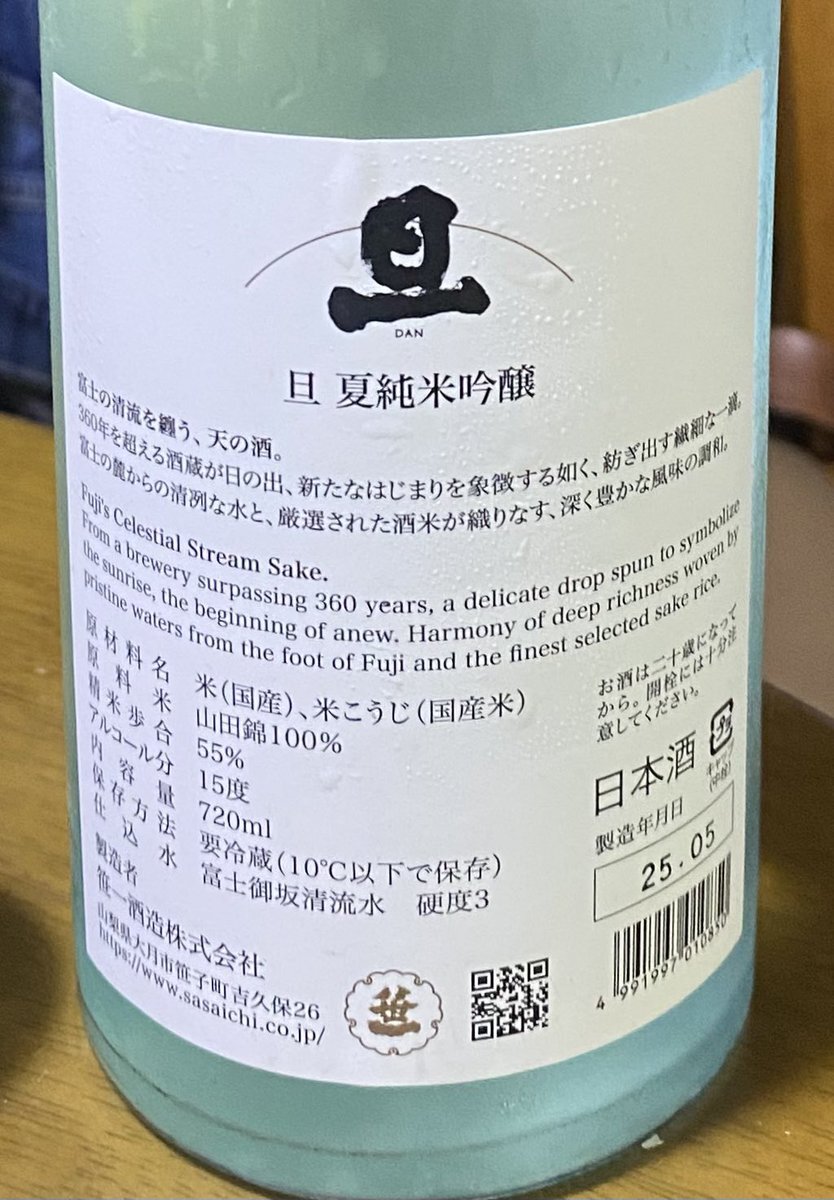 旦
DAN
旦 夏純米吟醸
富士の清流を纏う、天の酒。
360年を超える酒蔵が日の出、新たなはじまりを象徴する如く、紡ぎ出す繊細な一滴。
富士の麓からの清冽な水と、厳選された酒米が織りなす、深く豊かな風味の調和。
Fuji's Celestial Stream Sake.
From a brewery surpassing 360 years, a delicate drop spun to symbolize
the sunrise, the beginning of anew. Harmony of deep richness woven by
pristine waters from the foot of Fuji and the finest selected sake rice.
原材料名 米(国産)、米こうじ(国産米)
原料米 山田錦100%
精米歩合 55%
アルコール分 15度
内容量 720ml
保存方法 要冷蔵(10℃以下で保存)
仕込水 富士御坂清流水 硬度3
製造者
笹一酒造株式会社
山梨県大月市笹子町吉久保26
https://www.sasaichi.co.jp/
笹一
お酒は二十歳になって
から。開栓には十分注
意してください。
日本酒
キャップ
(中栓)
製造年月日
25.05
4 991997 010850